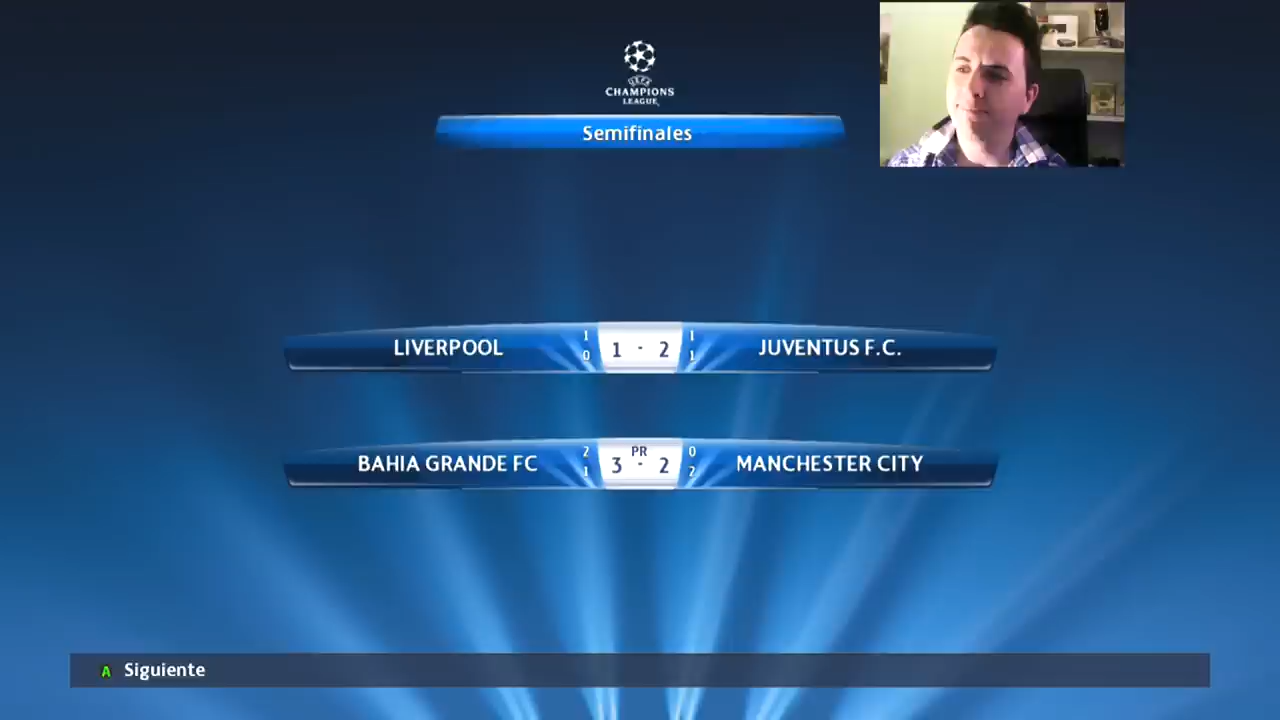 UEFA
CHAMPIONS
LEAGUE
Semifinales
LIVERPOOL 1 0 1 - 2 1 1 JUVENTUS F.C.
BAHIA GRANDE FC 2 1 PR 3 - 2 0 2 MANCHESTER CITY
A Siguiente